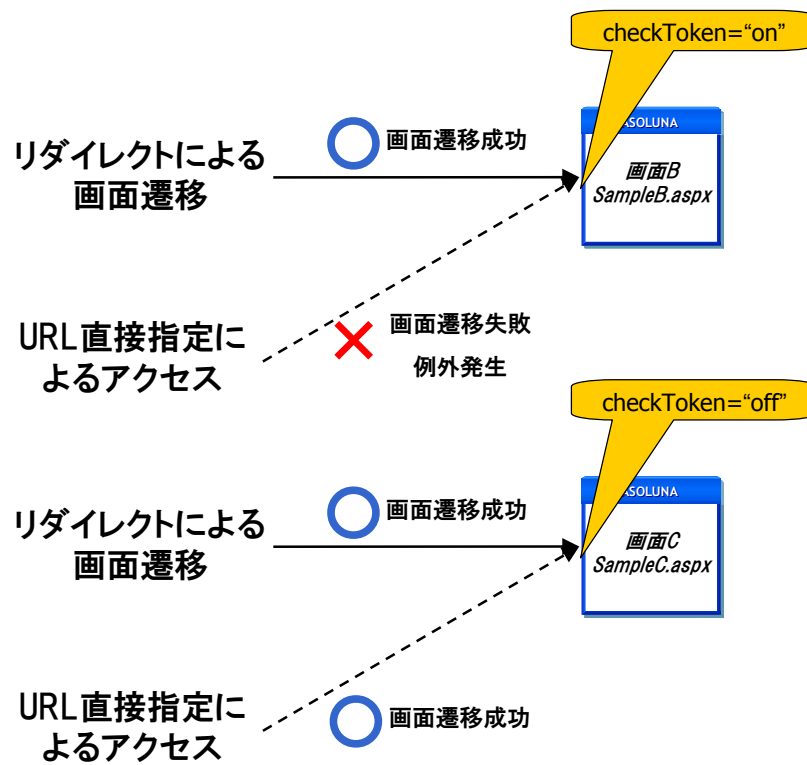 checkToken=“on”
ASOLUNA
リダイレクトによる
画面遷移
画面遷移成功
画面B
SampleB.aspx
URL直接指定に
よるアクセス
画面遷移失敗
例外発生
checkToken=“off”
ASOLUNA
リダイレクトによる
画面遷移
画面遷移成功
画面C
SampleC.aspx
URL直接指定に
よるアクセス
画面遷移成功